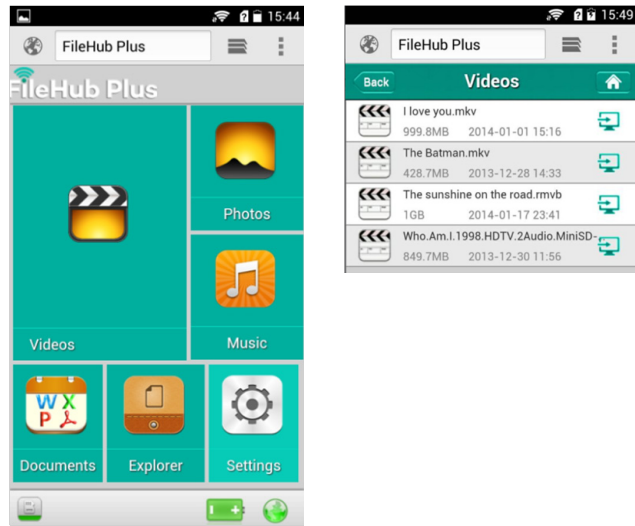 15:44
FileHub Plus
FileHub Plus
Photos
Videos
Music
W X
P
Documents
Explorer
Settings
15:49
FileHub Plus
Back
Videos
I love you.mkv
999.8MB 2014-01-01 15:16
The Batman.mkv
428.7MB 2013-12-28 14:33
The sunshine on the road.rmvb
1GB 2014-01-17 23:41
Who.Am.I.1998.HDTV.2Audio.MiniSD-
849.7MB 2013-12-30 11:56